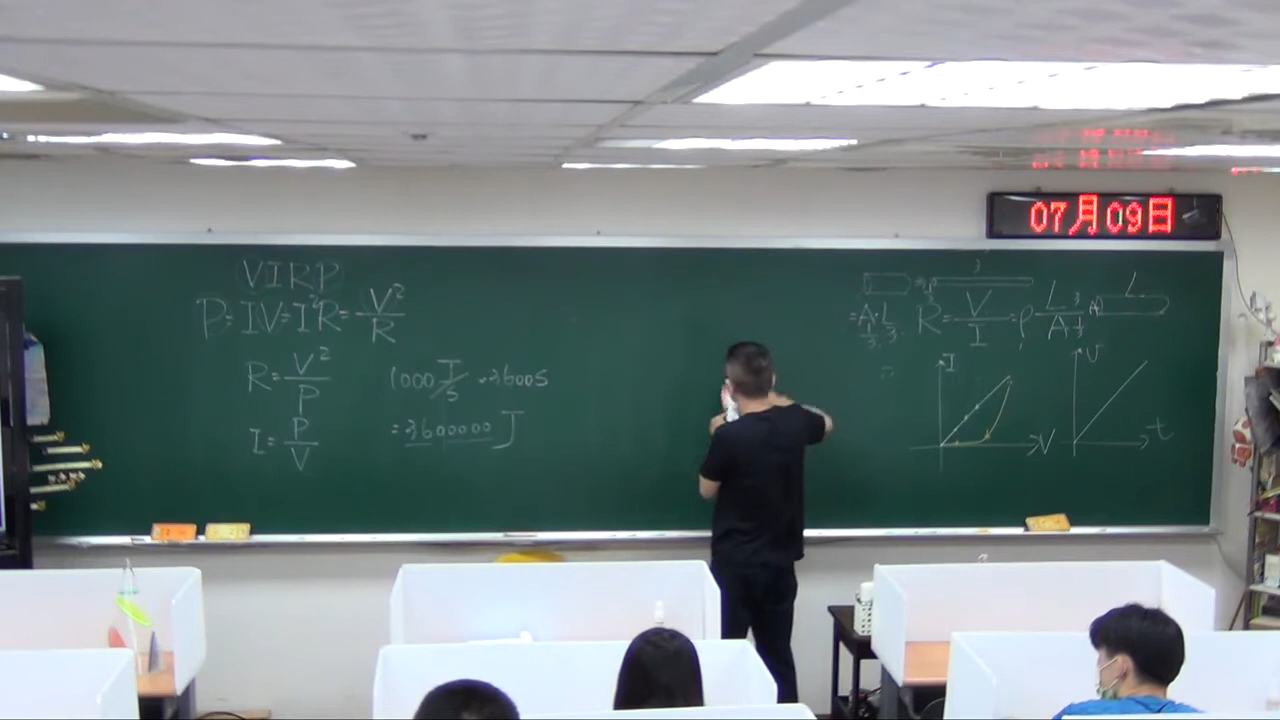 07月09日
VIRP
P=IV=I²R=V²/R
R=V²/P
I=P/V
1000 J/s × 3600S
=3600000 J
R=V/I=ρ L/A
L
I
V
U
t